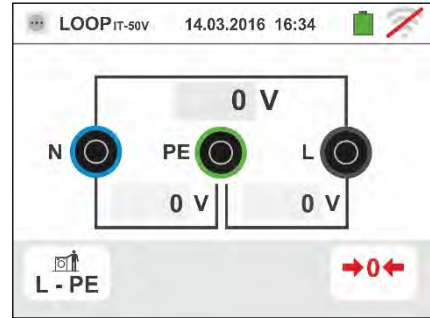 LOOP IT-50V 14.03.2016 16:34
0 V
N PE L
0 V 0 V
L - PE →0←